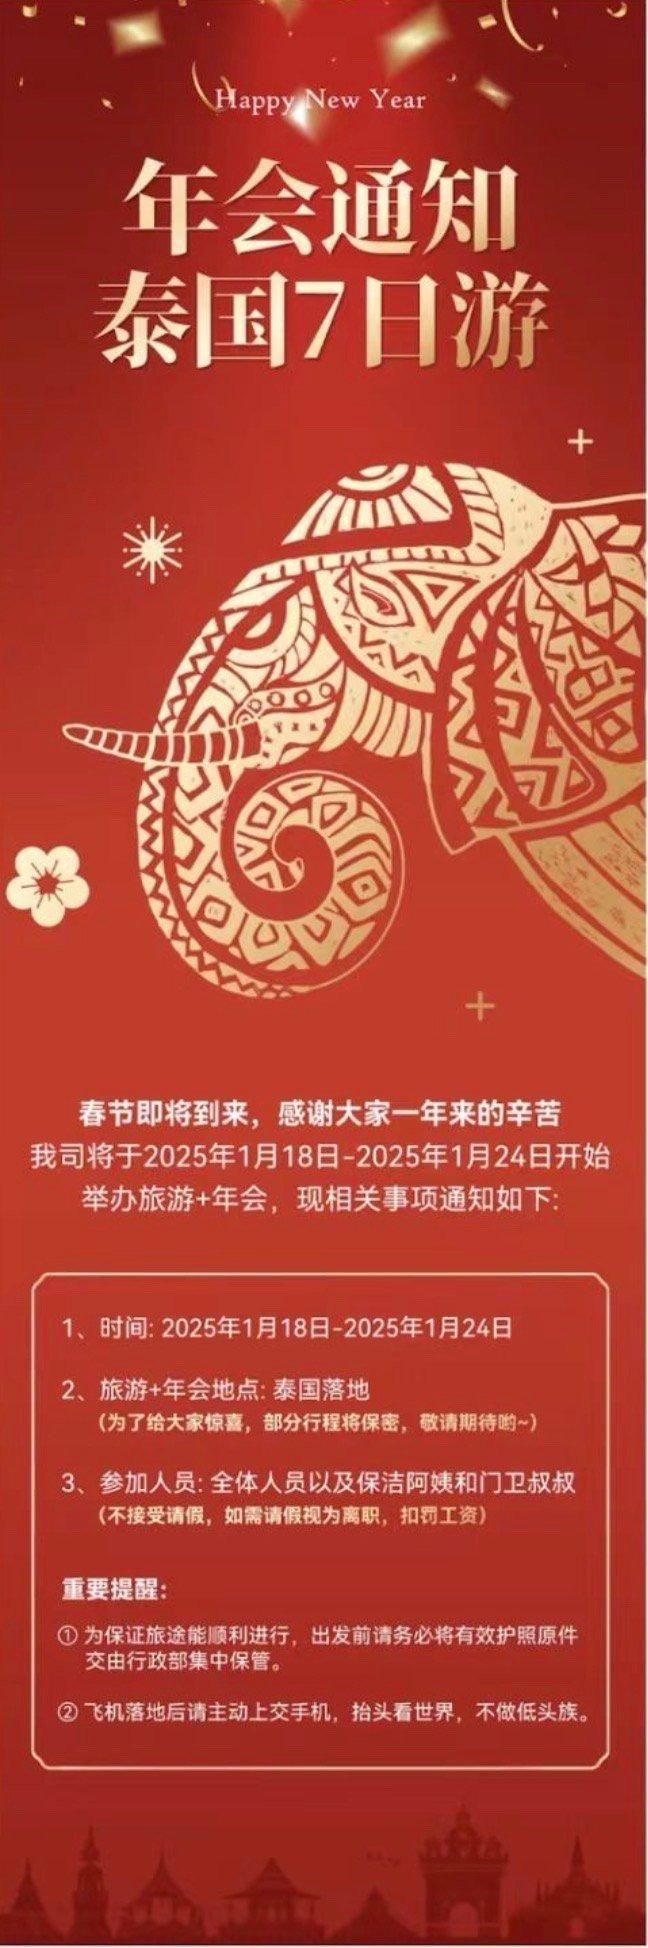 Happy New Year
年会通知
泰国7日游
春节即将到来，感谢大家一年来的辛苦
我司将于2025年1月18日-2025年1月24日开始
举办旅游+年会，现相关事项通知如下:
1、时间: 2025年1月18日-2025年1月24日
2、旅游+年会地点: 泰国落地
（为了给大家惊喜，部分行程将保密，敬请期待哟~）
3、参加人员: 全体人员以及保洁阿姨和门卫叔叔
（不接受请假，如需请假视为离职，扣罚工资）
重要提醒:
① 为保证旅途能顺利进行，出发前请务必将有效护照原件
交由行政部集中保管。
② 飞机落地后请主动上交手机，抬头看世界，不做低头族。